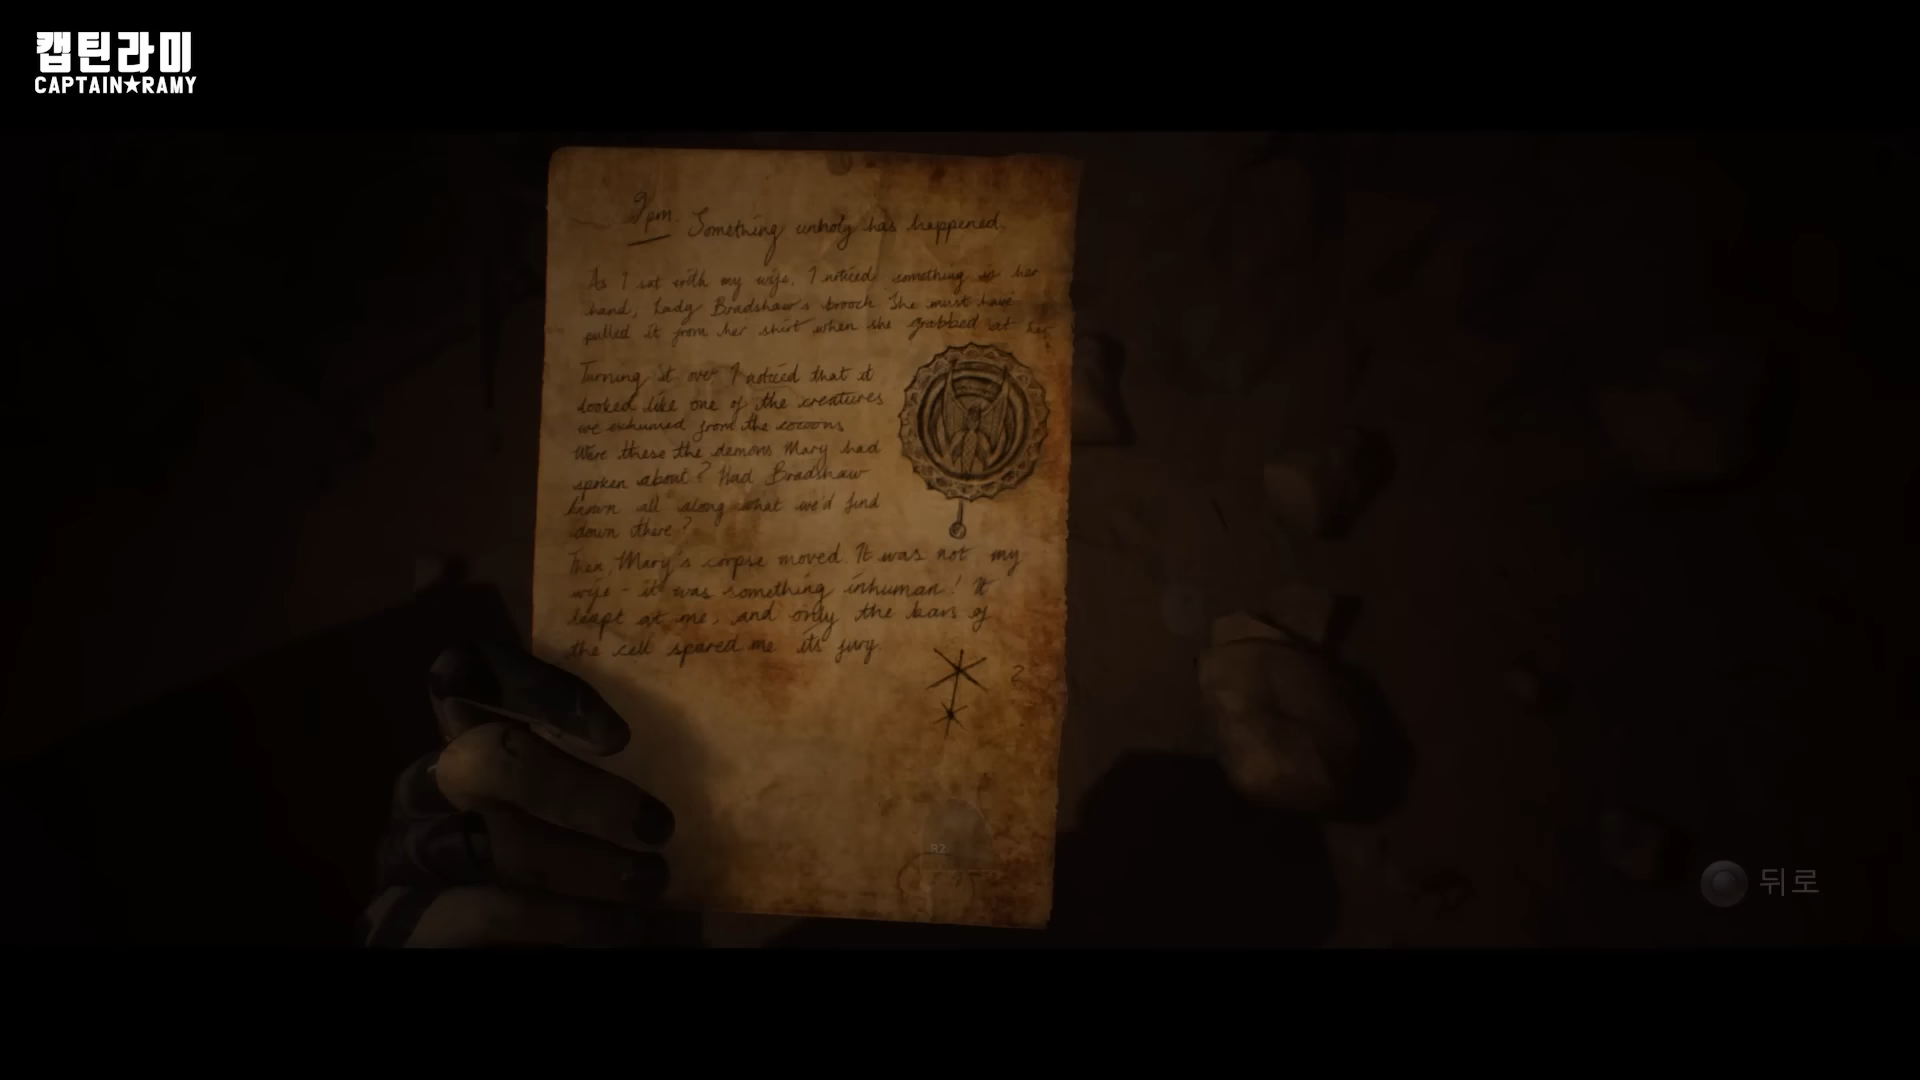 캡틴라미
CAPTAIN★RAMY
9pm. Something unholy has happened.
As I sat with my wife, I noticed something in her
hand; Lady Bradshaw's brooch. She must have
pulled it from her shirt when she grabbed at her.
Turning it over I noticed that it
looked like one of the creatures
we exhumed from the cocoons
Were these the demons Mary had
spoken about? Had Bradshaw
known all along what we'd find
down there?
Then, Mary's corpse moved. It was not my
wife - it was something inhuman! It
leapt at me, and only the bars of
the cell spared me its fury.
2
R2
뒤로